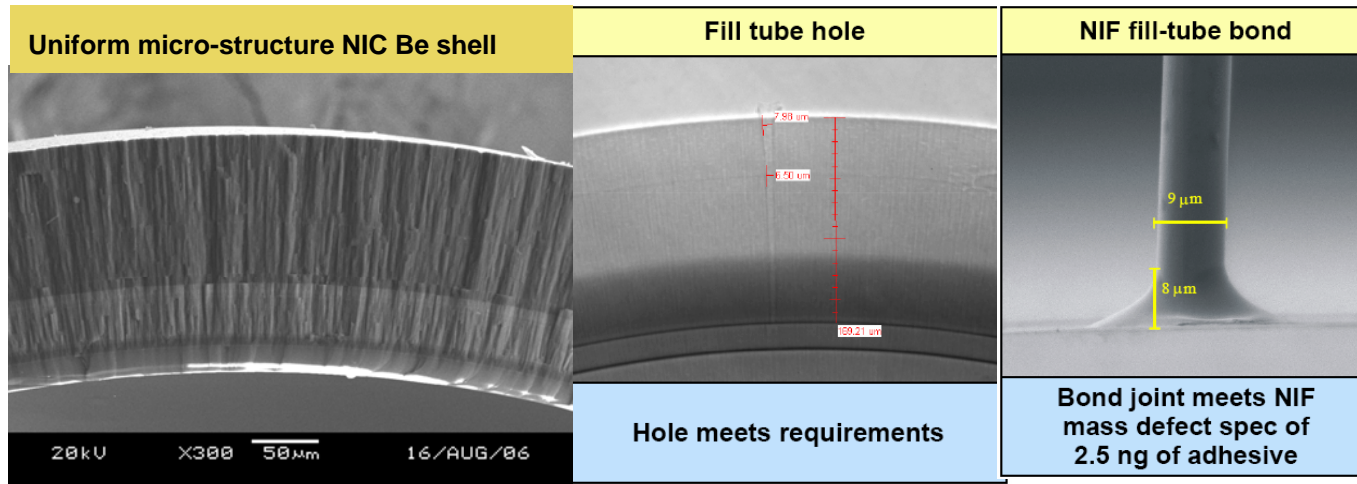 Uniform micro-structure NIC Be shell
20kV X300 50μm 16/AUG/06
Fill tube hole
7.98 um
6.50 um
169.21 um
Hole meets requirements
NIF fill-tube bond
9 μm
8 μm
Bond joint meets NIF
mass defect spec of
2.5 ng of adhesive